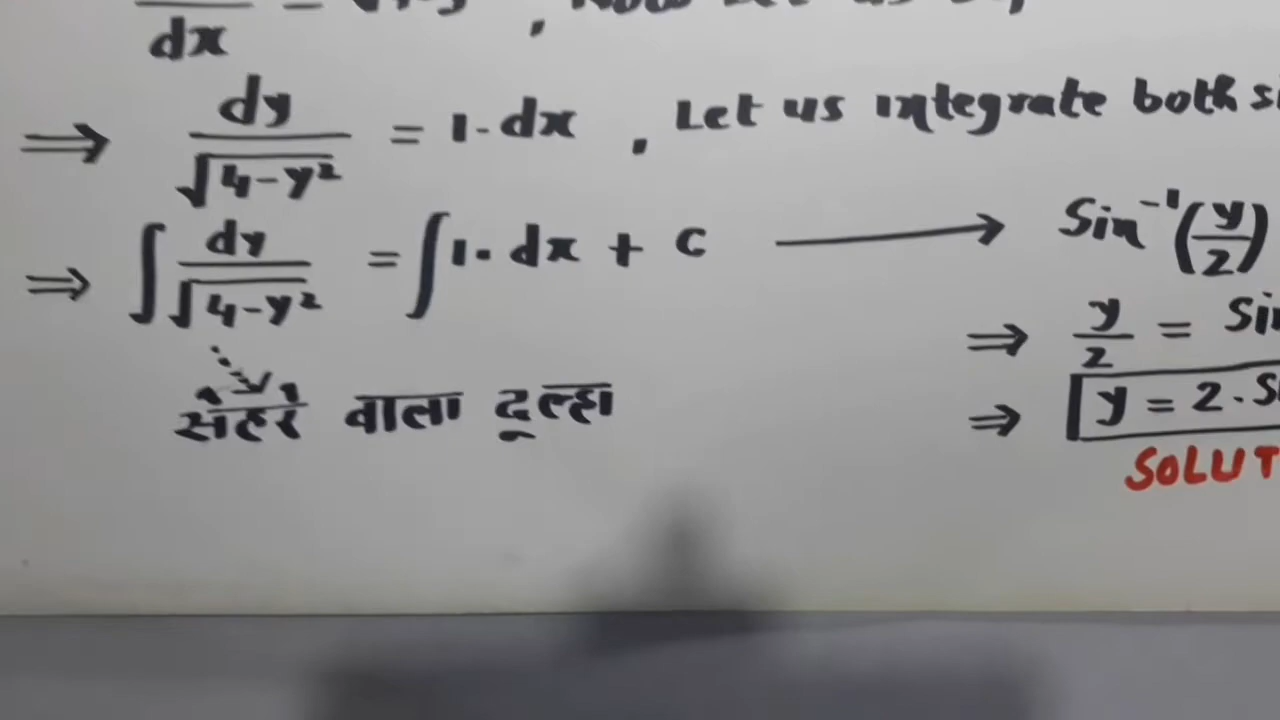 dx ,
⇒ dy/√(4-y²) = 1·dx , Let us integrate both
⇒ ∫ dy/√(4-y²) = ∫ 1· dx + c ⟶ Sin⁻¹(y/2)
⇒ y/2 =
सेहरे वाला दूल्हा
⇒ y = 2·